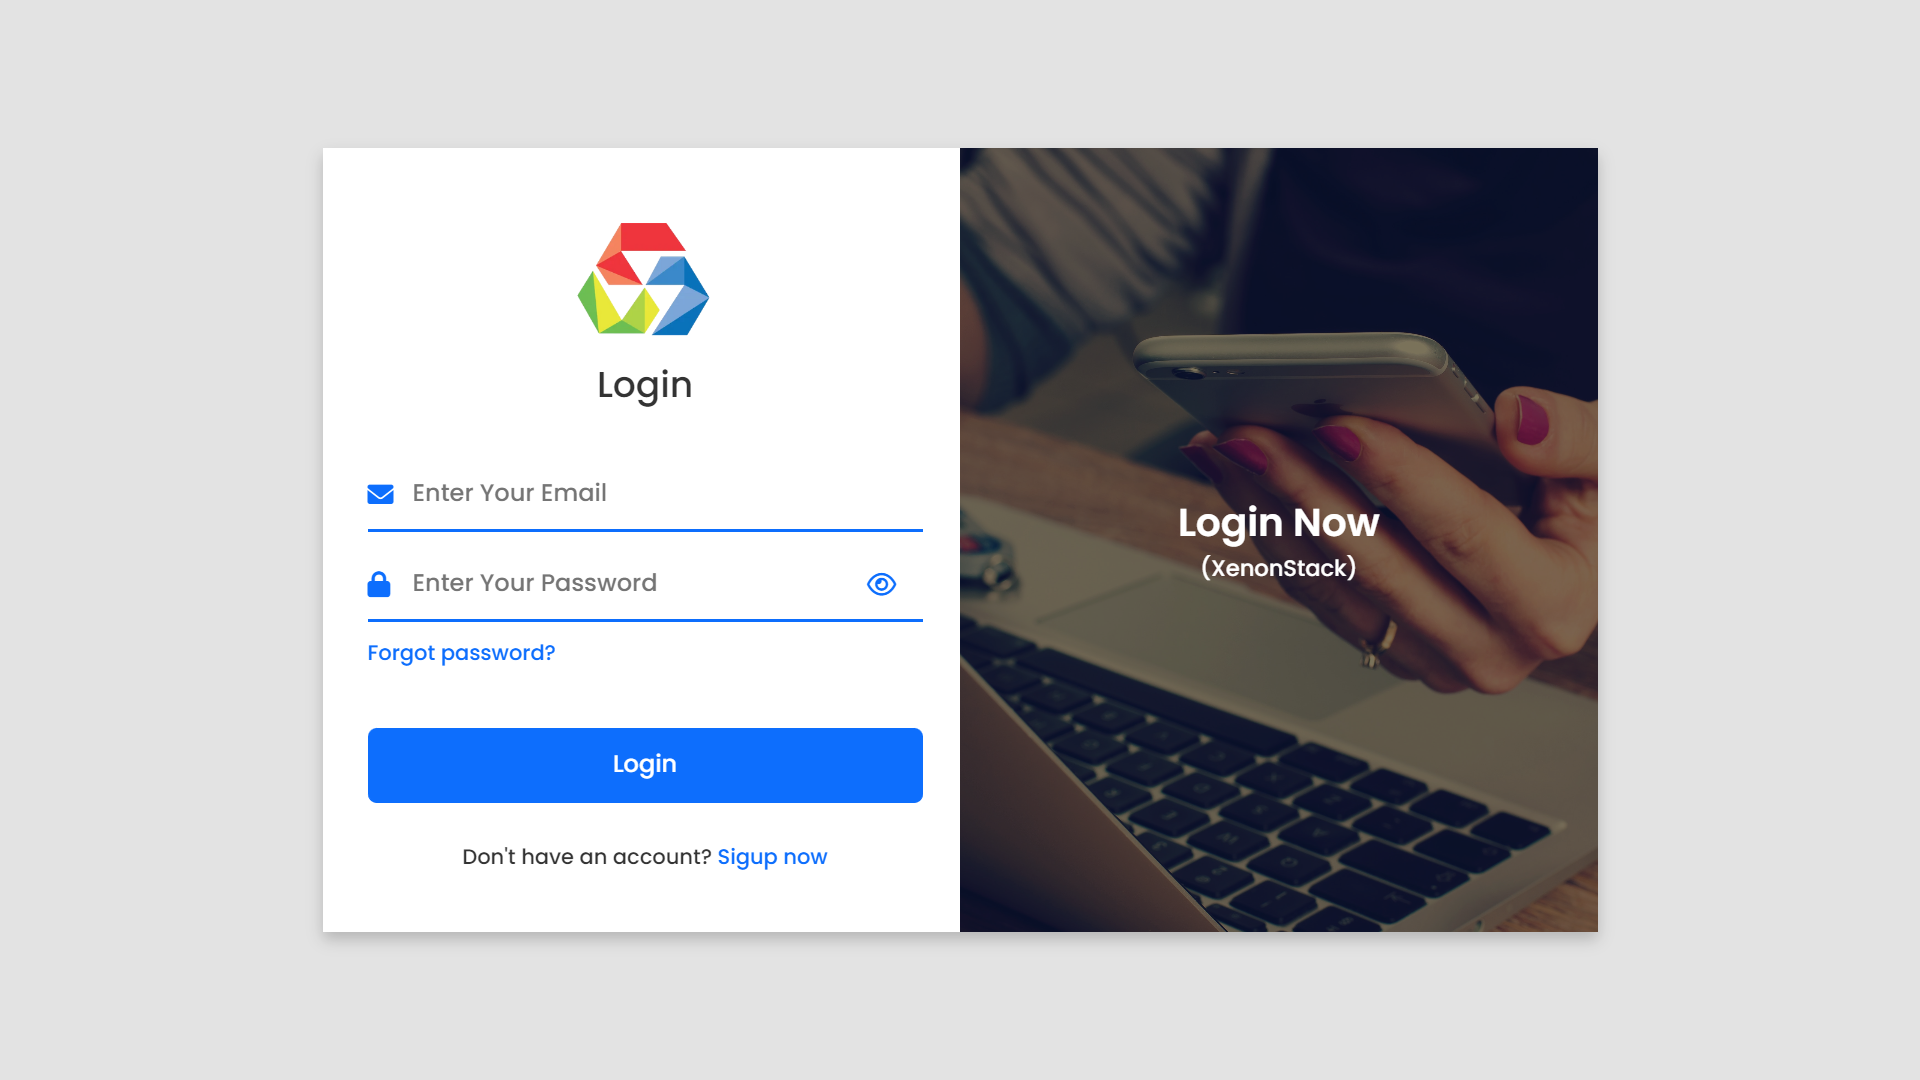 Login
Enter Your Email
Enter Your Password
Forgot password?
Login
Don't have an account? Sigup now
Login Now
(XenonStack)